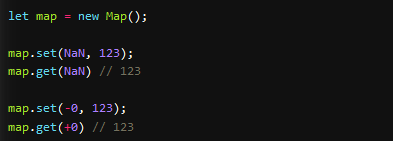 let map = new Map();
map.set(NaN, 123);
map.get(NaN) // 123
map.set(-0, 123);
map.get(+0) // 123